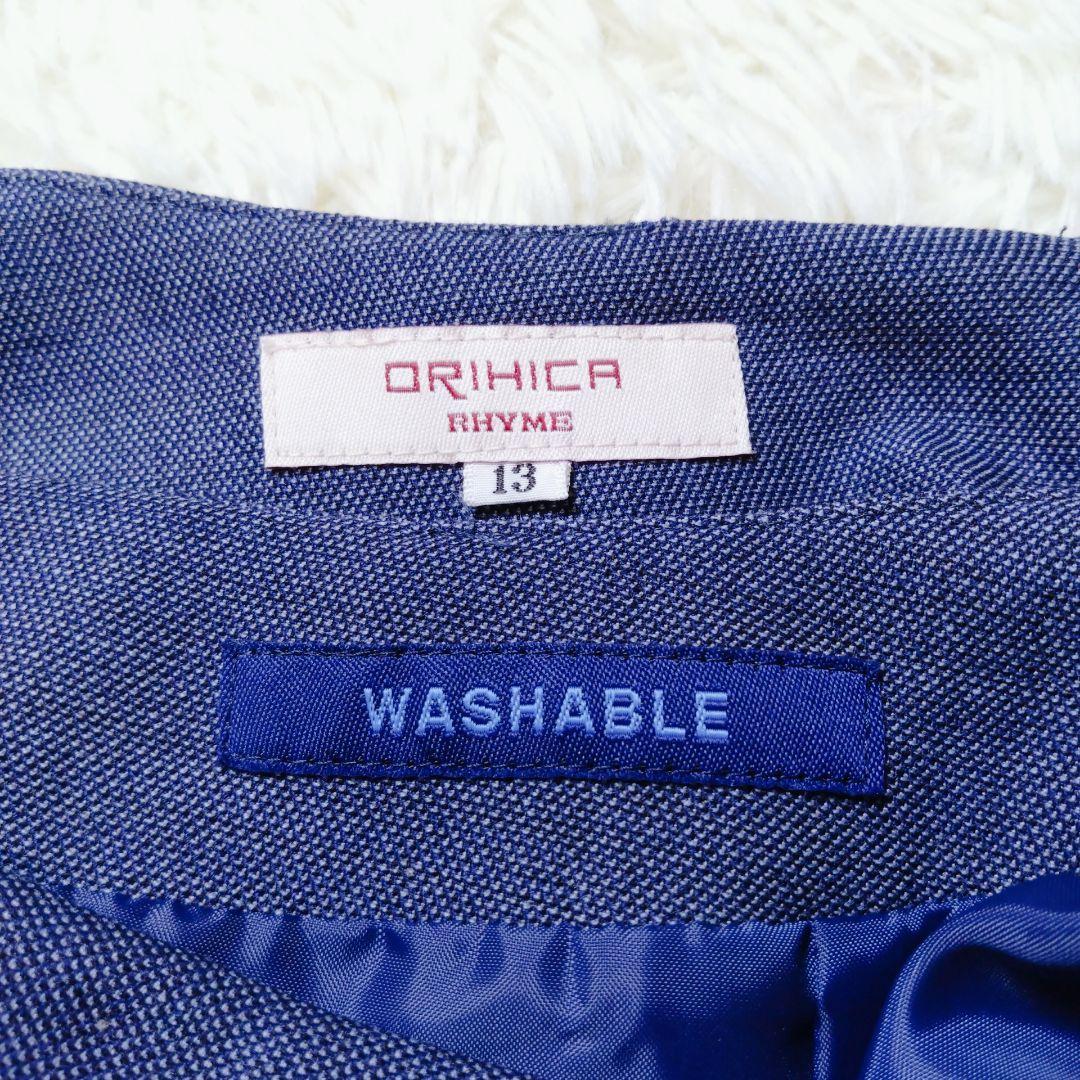 ORIHICA
RHYME
13
WASHABLE